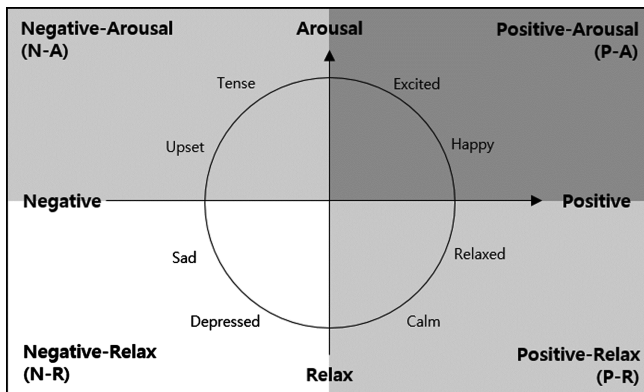 Negative-Arousal
(N-A)
Arousal
Positive-Arousal
(P-A)
Tense
Excited
Upset
Happy
Negative
Positive
Sad
Relaxed
Depressed
Calm
Negative-Relax
(N-R)
Relax
Positive-Relax
(P-R)